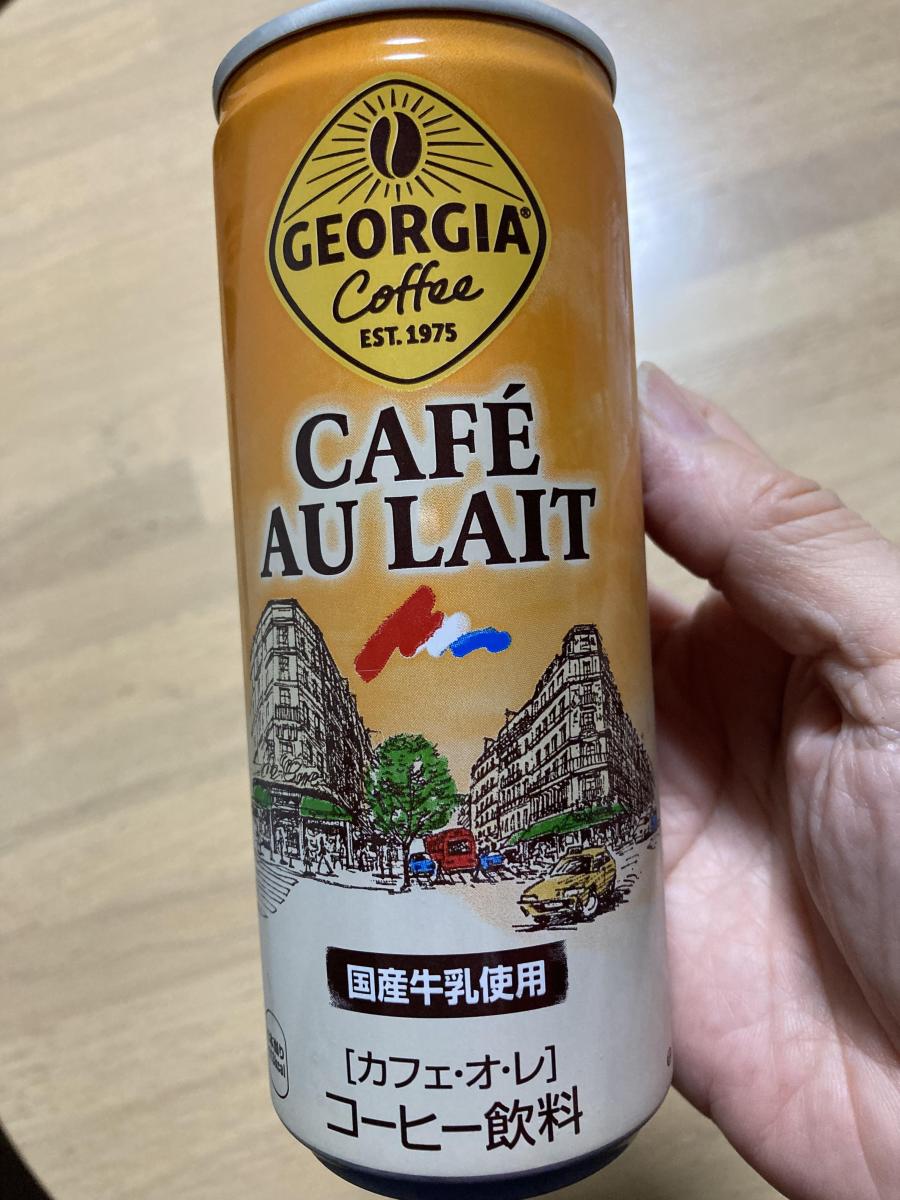 GEORGIA®
Coffee
EST. 1975
CAFÉ
AU LAIT
国産牛乳使用
[カフェ・オ・レ]
コーヒー飲料